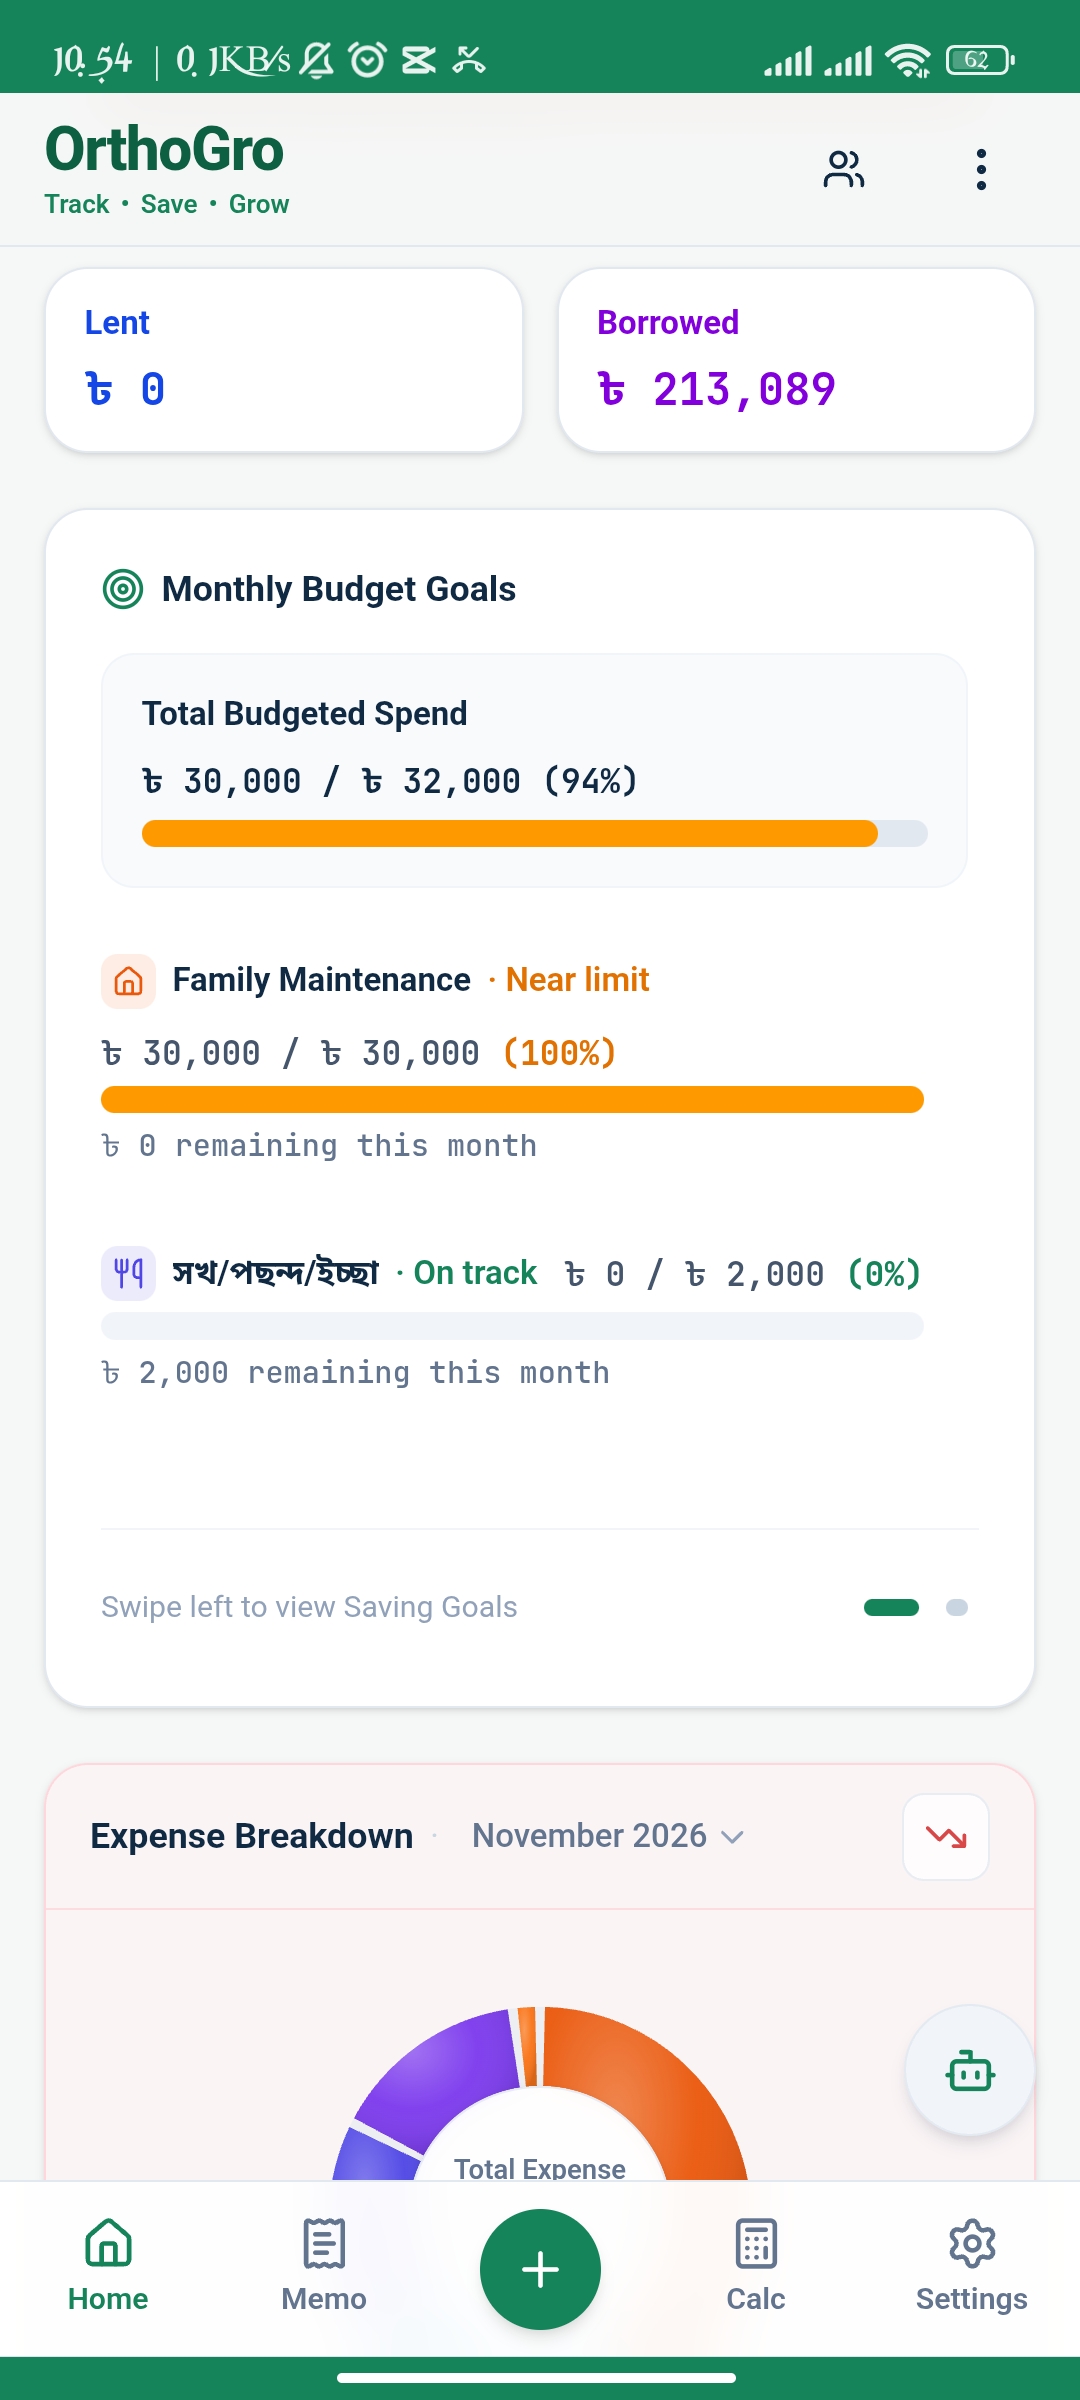 10:54 | 0.1KB/s 62
OrthoGro
Track • Save • Grow
Lent
৳ 0
Borrowed
৳ 213,089
Monthly Budget Goals
Total Budgeted Spend
৳ 30,000 / ৳ 32,000 (94%)
Family Maintenance · Near limit
৳ 30,000 / ৳ 30,000 (100%)
৳ 0 remaining this month
সখ/পছন্দ/ইচ্ছা · On track ৳ 0 / ৳ 2,000 (0%)
৳ 2,000 remaining this month
Swipe left to view Saving Goals
Expense Breakdown · November 2026
Total Expense
Home
Memo
Calc
Settings